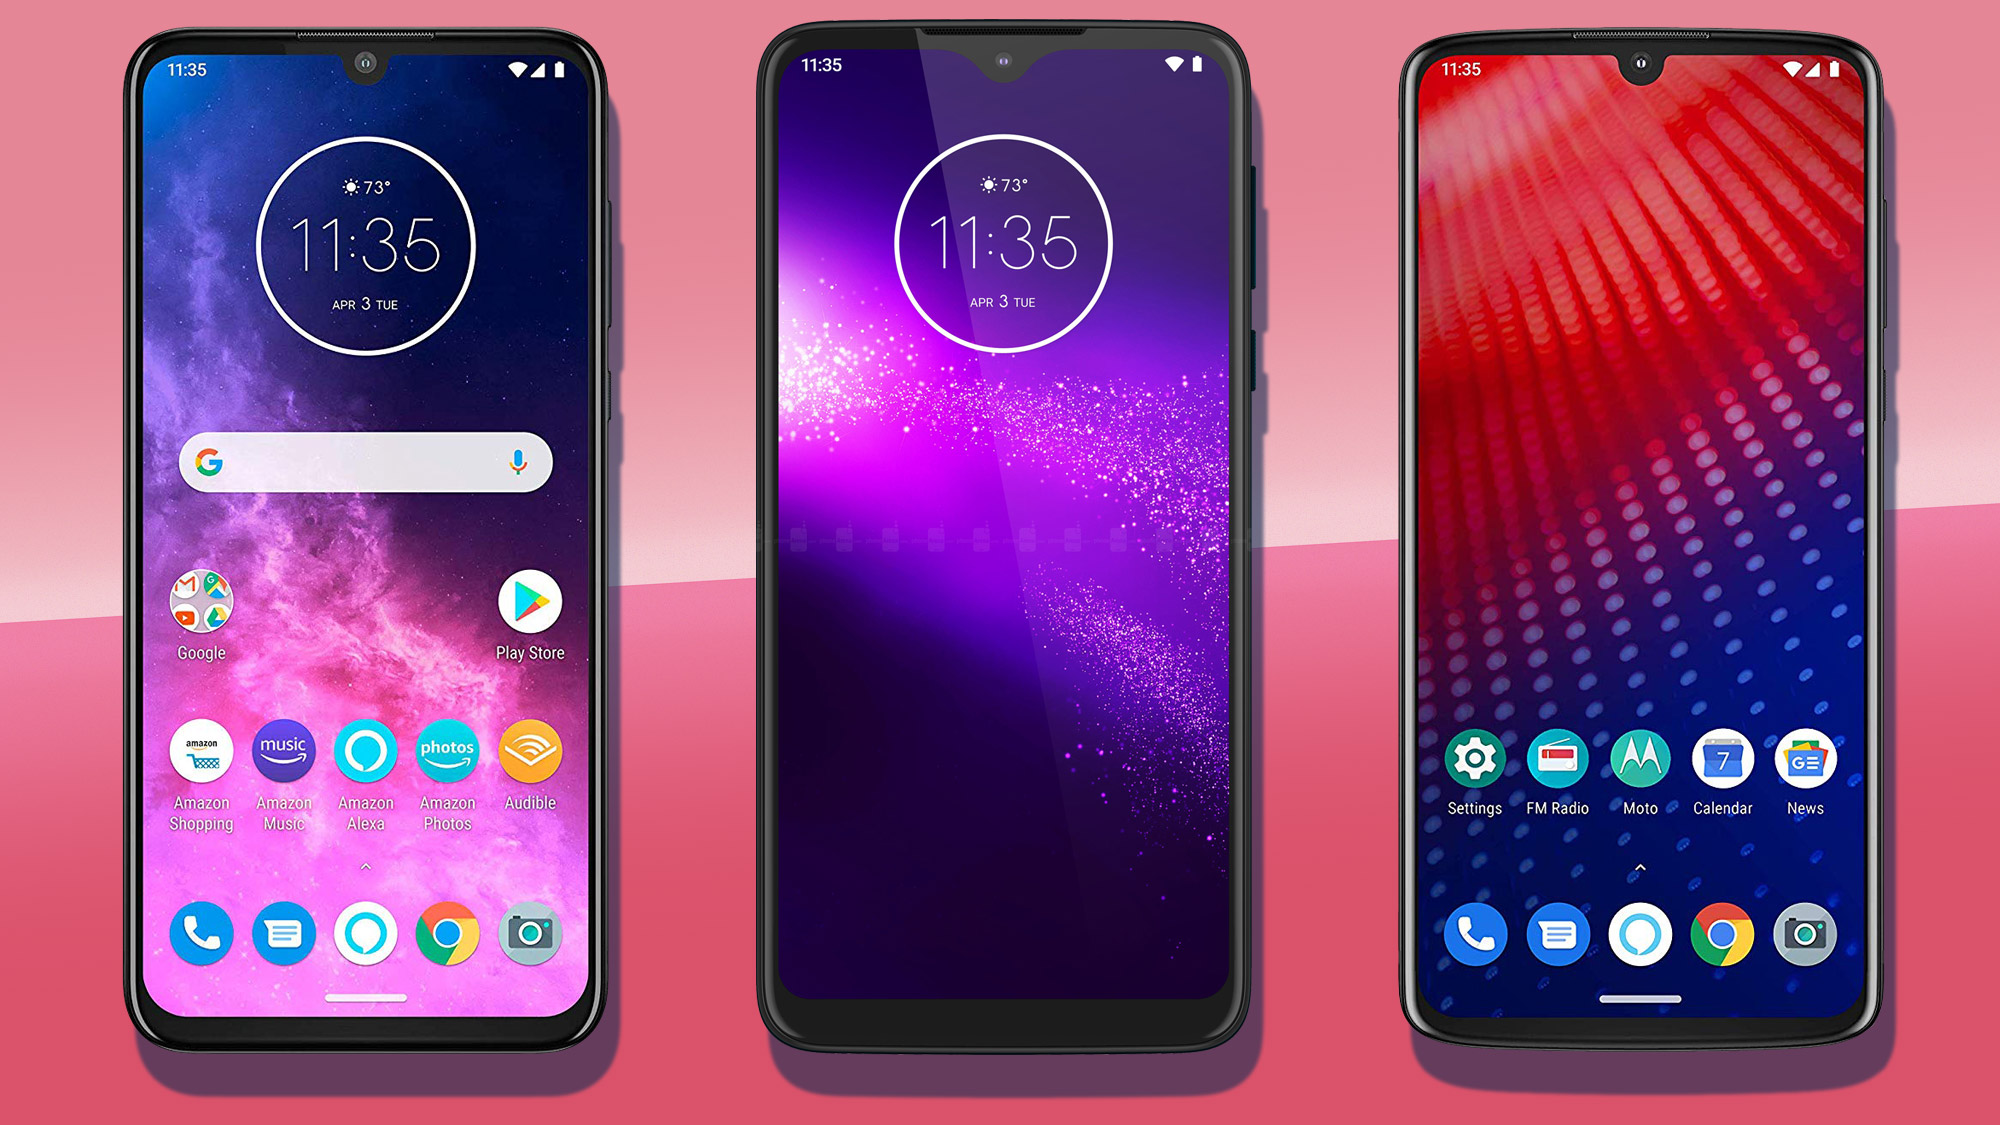 11:35
73°
11:35
APR 3 TUE
G
Google
Play Store
amazon
music
photos
Amazon Shopping
Amazon Music
Amazon Alexa
Amazon Photos
Audible
11:35
73°
11:35
APR 3 TUE
11:35
7
G
Settings
FM Radio
Moto
Calendar
News